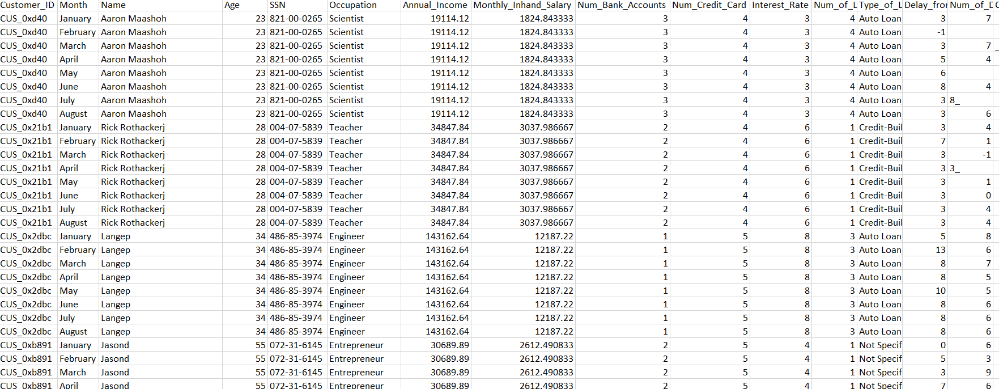 Customer_ID Month Name Age SSN Occupation Annual_Income Monthly_Inhand_Salary Num_Bank_Accounts Num_Credit_Card Interest_Rate Num_of_L Type_of_L Delay_from Num_of_D C
CUS_0xd40 January Aaron Maashoh 23 821-00-0265 Scientist 19114.12 1824.843333 3 4 3 4 Auto Loan, 3 7
CUS_0xd40 February Aaron Maashoh 23 821-00-0265 Scientist 19114.12 1824.843333 3 4 3 4 Auto Loan, -1
CUS_0xd40 March Aaron Maashoh 23 821-00-0265 Scientist 19114.12 1824.843333 3 4 3 4 Auto Loan, 3 7 _
CUS_0xd40 April Aaron Maashoh 23 821-00-0265 Scientist 19114.12 1824.843333 3 4 3 4 Auto Loan, 5 4
CUS_0xd40 May Aaron Maashoh 23 821-00-0265 Scientist 19114.12 1824.843333 3 4 3 4 Auto Loan, 6
CUS_0xd40 June Aaron Maashoh 23 821-00-0265 Scientist 19114.12 1824.843333 3 4 3 4 Auto Loan, 8 4
CUS_0xd40 July Aaron Maashoh 23 821-00-0265 Scientist 19114.12 1824.843333 3 4 3 4 Auto Loan, 3 8_
CUS_0xd40 August Aaron Maashoh 23 821-00-0265 Scientist 19114.12 1824.843333 3 4 3 4 Auto Loan, 3 6
CUS_0x21b1 January Rick Rothackerj 28 004-07-5839 Teacher 34847.84 3037.986667 2 4 6 1 Credit-Buil 3 4
CUS_0x21b1 February Rick Rothackerj 28 004-07-5839 Teacher 34847.84 3037.986667 2 4 6 1 Credit-Buil 7 1
CUS_0x21b1 March Rick Rothackerj 28 004-07-5839 Teacher 34847.84 3037.986667 2 4 6 1 Credit-Buil 3 -1
CUS_0x21b1 April Rick Rothackerj 28 004-07-5839 Teacher 34847.84 3037.986667 2 4 6 1 Credit-Buil 3 3_
CUS_0x21b1 May Rick Rothackerj 28 004-07-5839 Teacher 34847.84 3037.986667 2 4 6 1 Credit-Buil 3 1
CUS_0x21b1 June Rick Rothackerj 28 004-07-5839 Teacher 34847.84 3037.986667 2 4 6 1 Credit-Buil 3 0
CUS_0x21b1 July Rick Rothackerj 28 004-07-5839 Teacher 34847.84 3037.986667 2 4 6 1 Credit-Buil 3 4
CUS_0x21b1 August Rick Rothackerj 28 004-07-5839 Teacher 34847.84 3037.986667 2 4 6 1 Credit-Buil 3 4
CUS_0x2dbc January Langep 34 486-85-3974 Engineer 143162.64 12187.22 1 5 8 3 Auto Loan, 5 8
CUS_0x2dbc February Langep 34 486-85-3974 Engineer 143162.64 12187.22 1 5 8 3 Auto Loan, 13 6
CUS_0x2dbc March Langep 34 486-85-3974 Engineer 143162.64 12187.22 1 5 8 3 Auto Loan, 8 7
CUS_0x2dbc April Langep 34 486-85-3974 Engineer 143162.64 12187.22 1 5 8 3 Auto Loan, 8 5
CUS_0x2dbc May Langep 34 486-85-3974 Engineer 143162.64 12187.22 1 5 8 3 Auto Loan, 10 5
CUS_0x2dbc June Langep 34 486-85-3974 Engineer 143162.64 12187.22 1 5 8 3 Auto Loan, 8 6
CUS_0x2dbc July Langep 34 486-85-3974 Engineer 143162.64 12187.22 1 5 8 3 Auto Loan, 8 6
CUS_0x2dbc August Langep 34 486-85-3974 Engineer 143162.64 12187.22 1 5 8 3 Auto Loan, 8 6
CUS_0xb891 January Jasond 55 072-31-6145 Entrepreneur 30689.89 2612.490833 2 5 4 1 Not Specif 0 6
CUS_0xb891 February Jasond 55 072-31-6145 Entrepreneur 30689.89 2612.490833 2 5 4 1 Not Specif 5 3
CUS_0xb891 March Jasond 55 072-31-6145 Entrepreneur 30689.89 2612.490833 2 5 4 1 Not Specif 3 9
CUS_0xb891 April Jasond 55 072-31-6145 Entrepreneur 30689.89 2612.490833 2 5 4 1 Not Specif 7 6